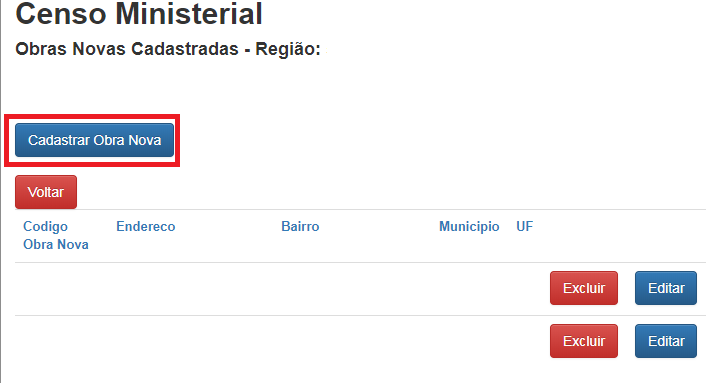 Censo Ministerial
Obras Novas Cadastradas - Região:
Cadastrar Obra Nova
Voltar
Codigo Obra Nova Endereco Bairro Municipio UF
Excluir Editar
Excluir Editar